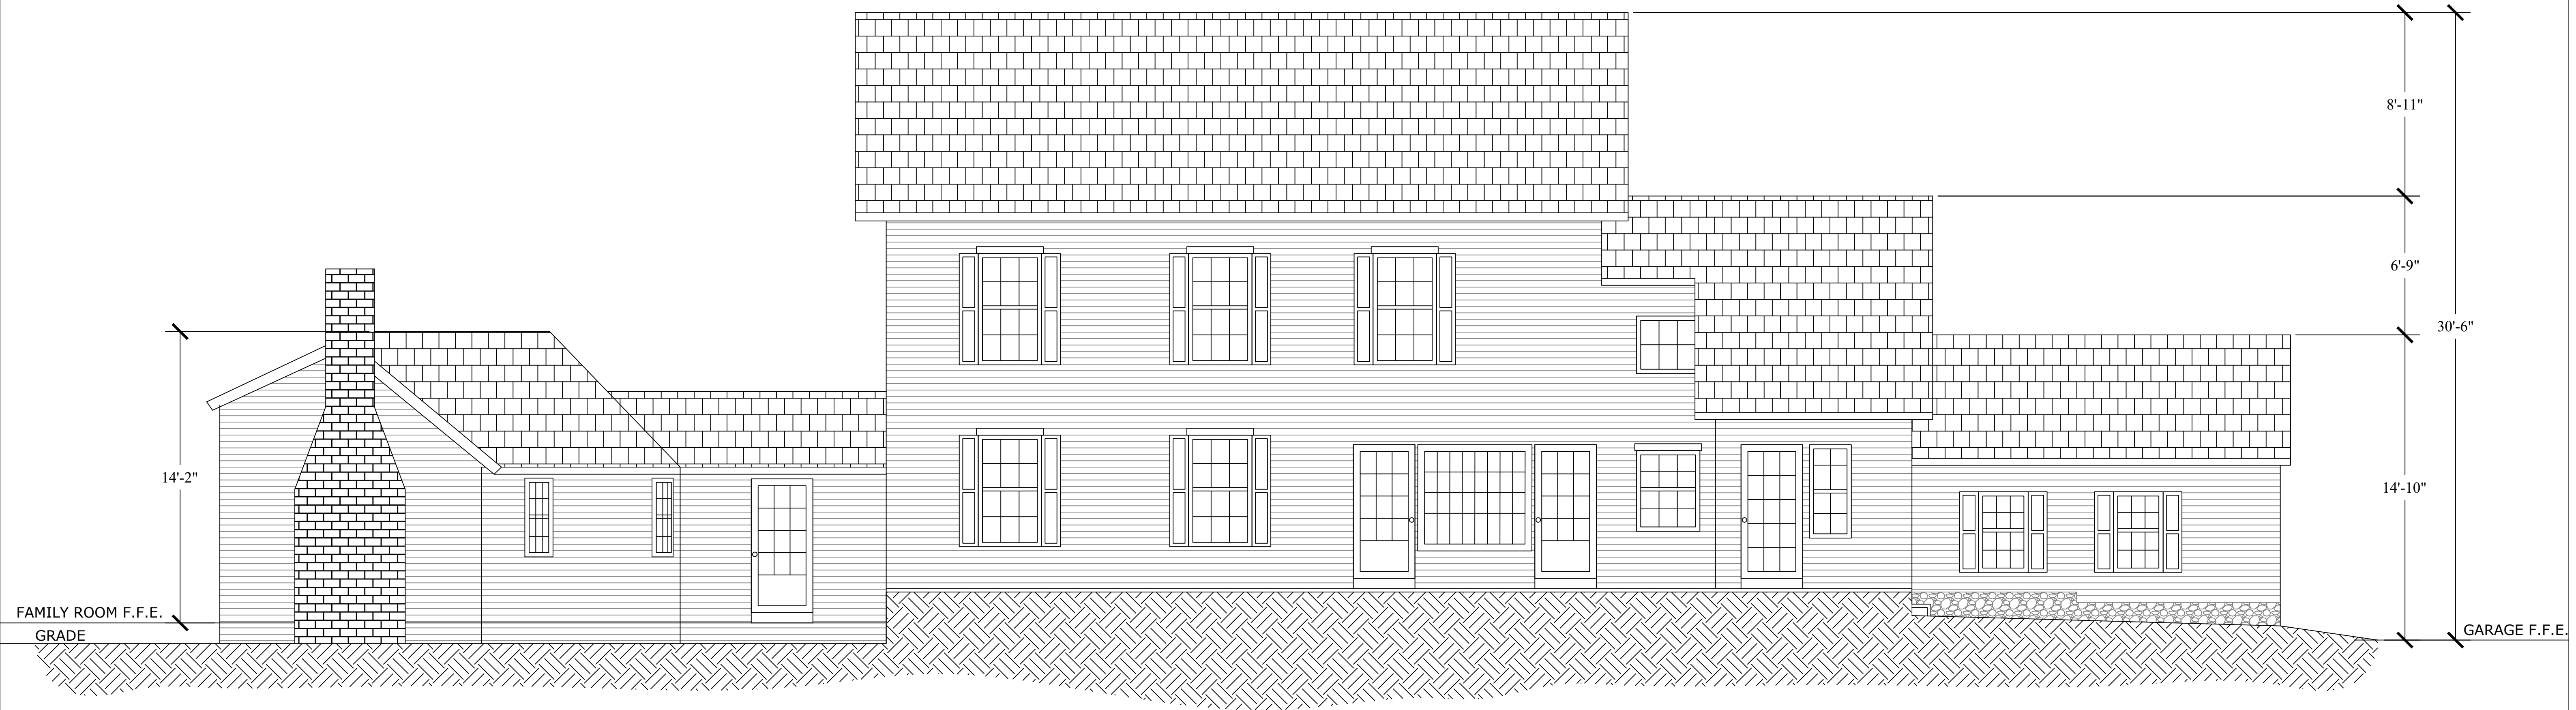 8'-11"
6'-9"
30'-6"
14'-2"
14'-10"
FAMILY ROOM F.F.E.
GRADE
GARAGE F.F.E.